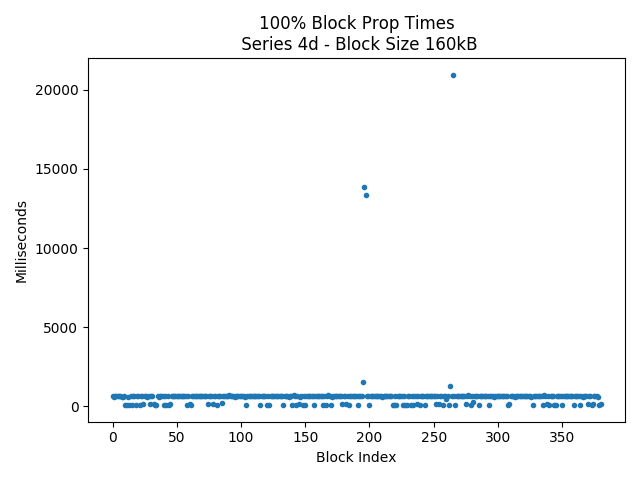 100% Block Prop Times
Series 4d - Block Size 160kB
Milliseconds
20000
15000
10000
5000
0
0 50 100 150 200 250 300 350
Block Index